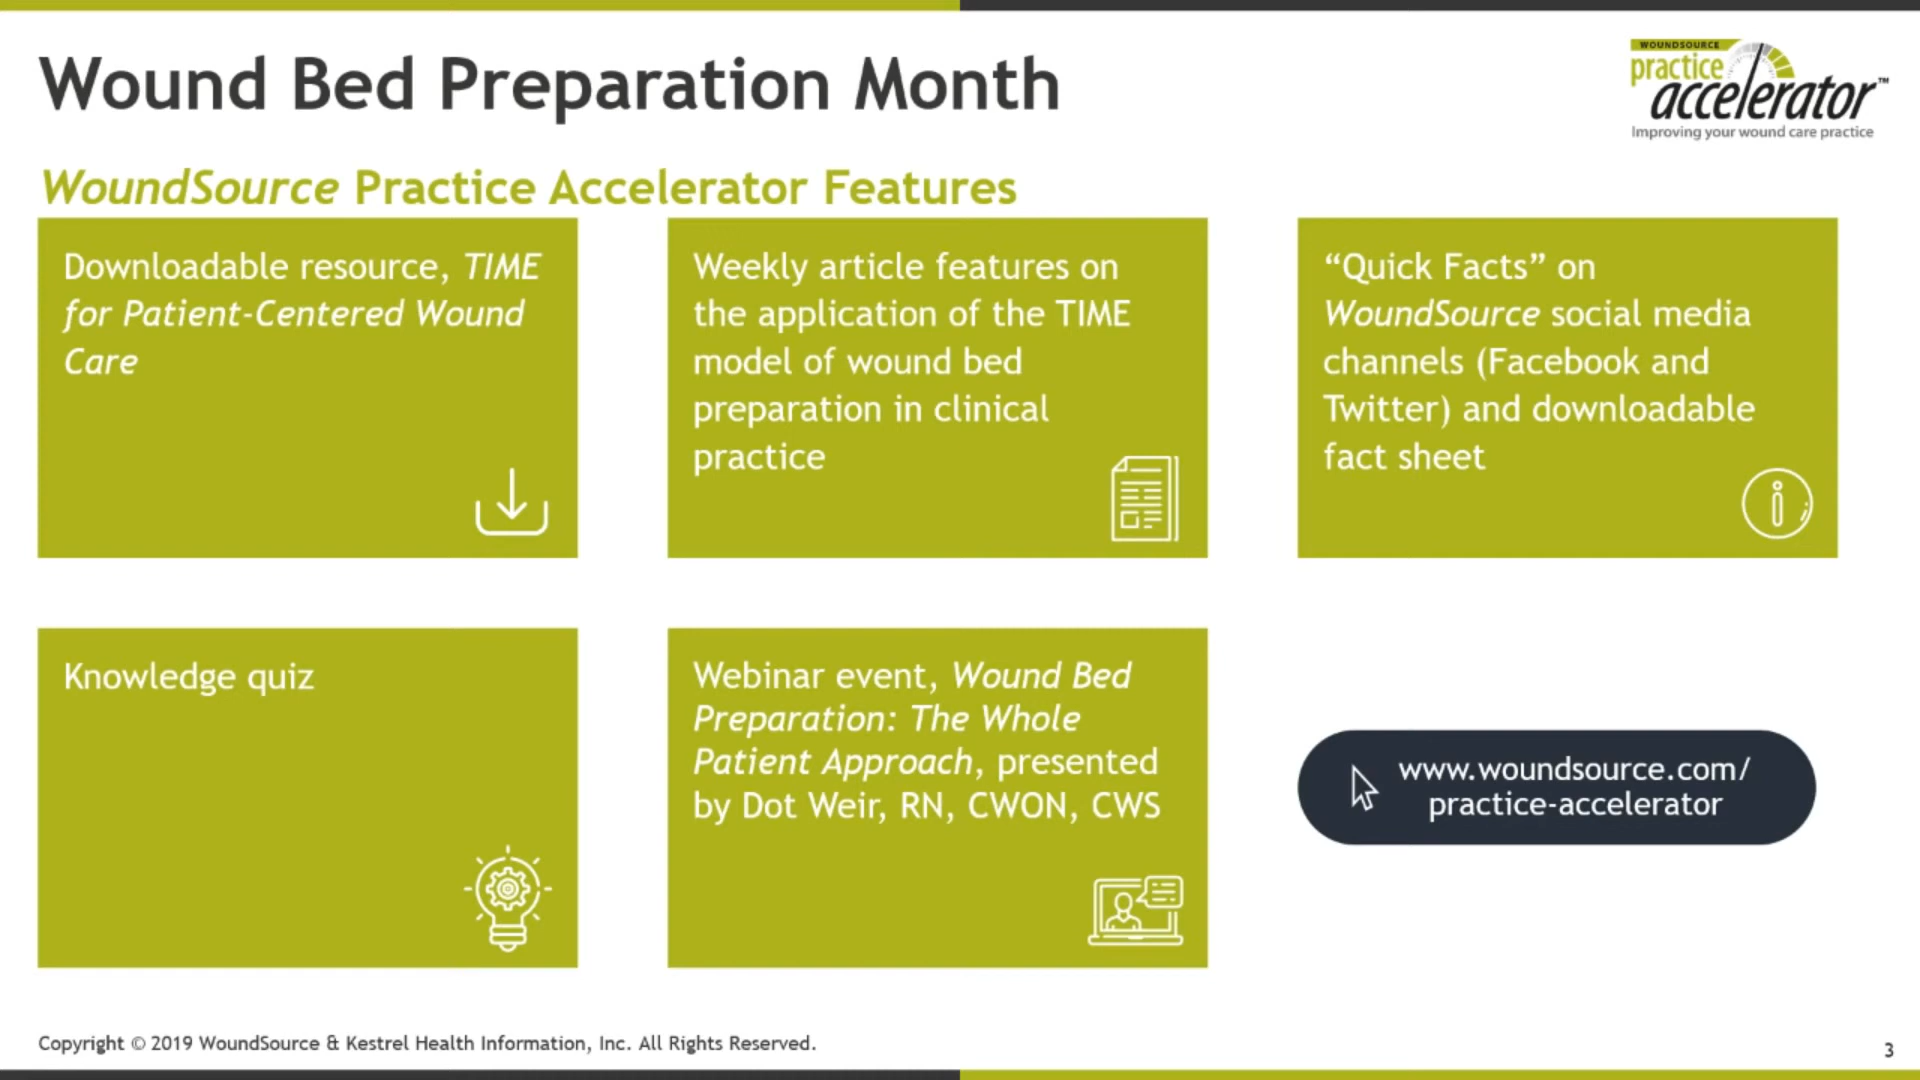 Wound Bed Preparation Month
WOUNDSOURCE
practice
accelerator™
Improving your wound care practice
WoundSource Practice Accelerator Features
Downloadable resource, TIME
for Patient-Centered Wound
Care
Weekly article features on
the application of the TIME
model of wound bed
preparation in clinical
practice
“Quick Facts” on
WoundSource social media
channels (Facebook and
Twitter) and downloadable
fact sheet
Knowledge quiz
Webinar event, Wound Bed
Preparation: The Whole
Patient Approach, presented
by Dot Weir, RN, CWON, CWS
www.woundsource.com/
practice-accelerator
Copyright © 2019 WoundSource & Kestrel Health Information, Inc. All Rights Reserved.
3